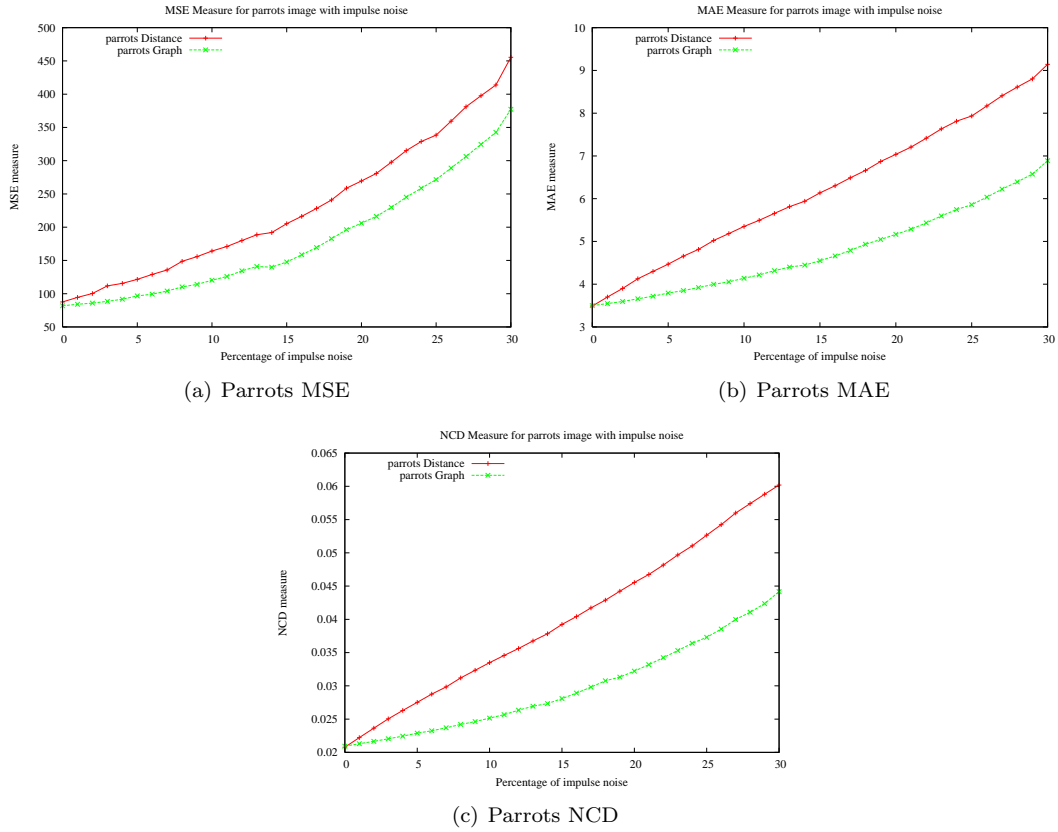 MSE Measure for parrots image with impulse noise
500
450
400
350
300
250
200
150
100
50
MSE measure
parrots Distance
parrots Graph
0 5 10 15 20 25 30
Percentage of impulse noise
(a) Parrots MSE
MAE Measure for parrots image with impulse noise
10
9
8
7
6
5
4
3
MAE measure
parrots Distance
parrots Graph
0 5 10 15 20 25 30
Percentage of impulse noise
(b) Parrots MAE
NCD Measure for parrots image with impulse noise
0.065
0.06
0.055
0.05
0.045
0.04
0.035
0.03
0.025
0.02
NCD measure
parrots Distance
parrots Graph
0 5 10 15 20 25 30
Percentage of impulse noise
(c) Parrots NCD